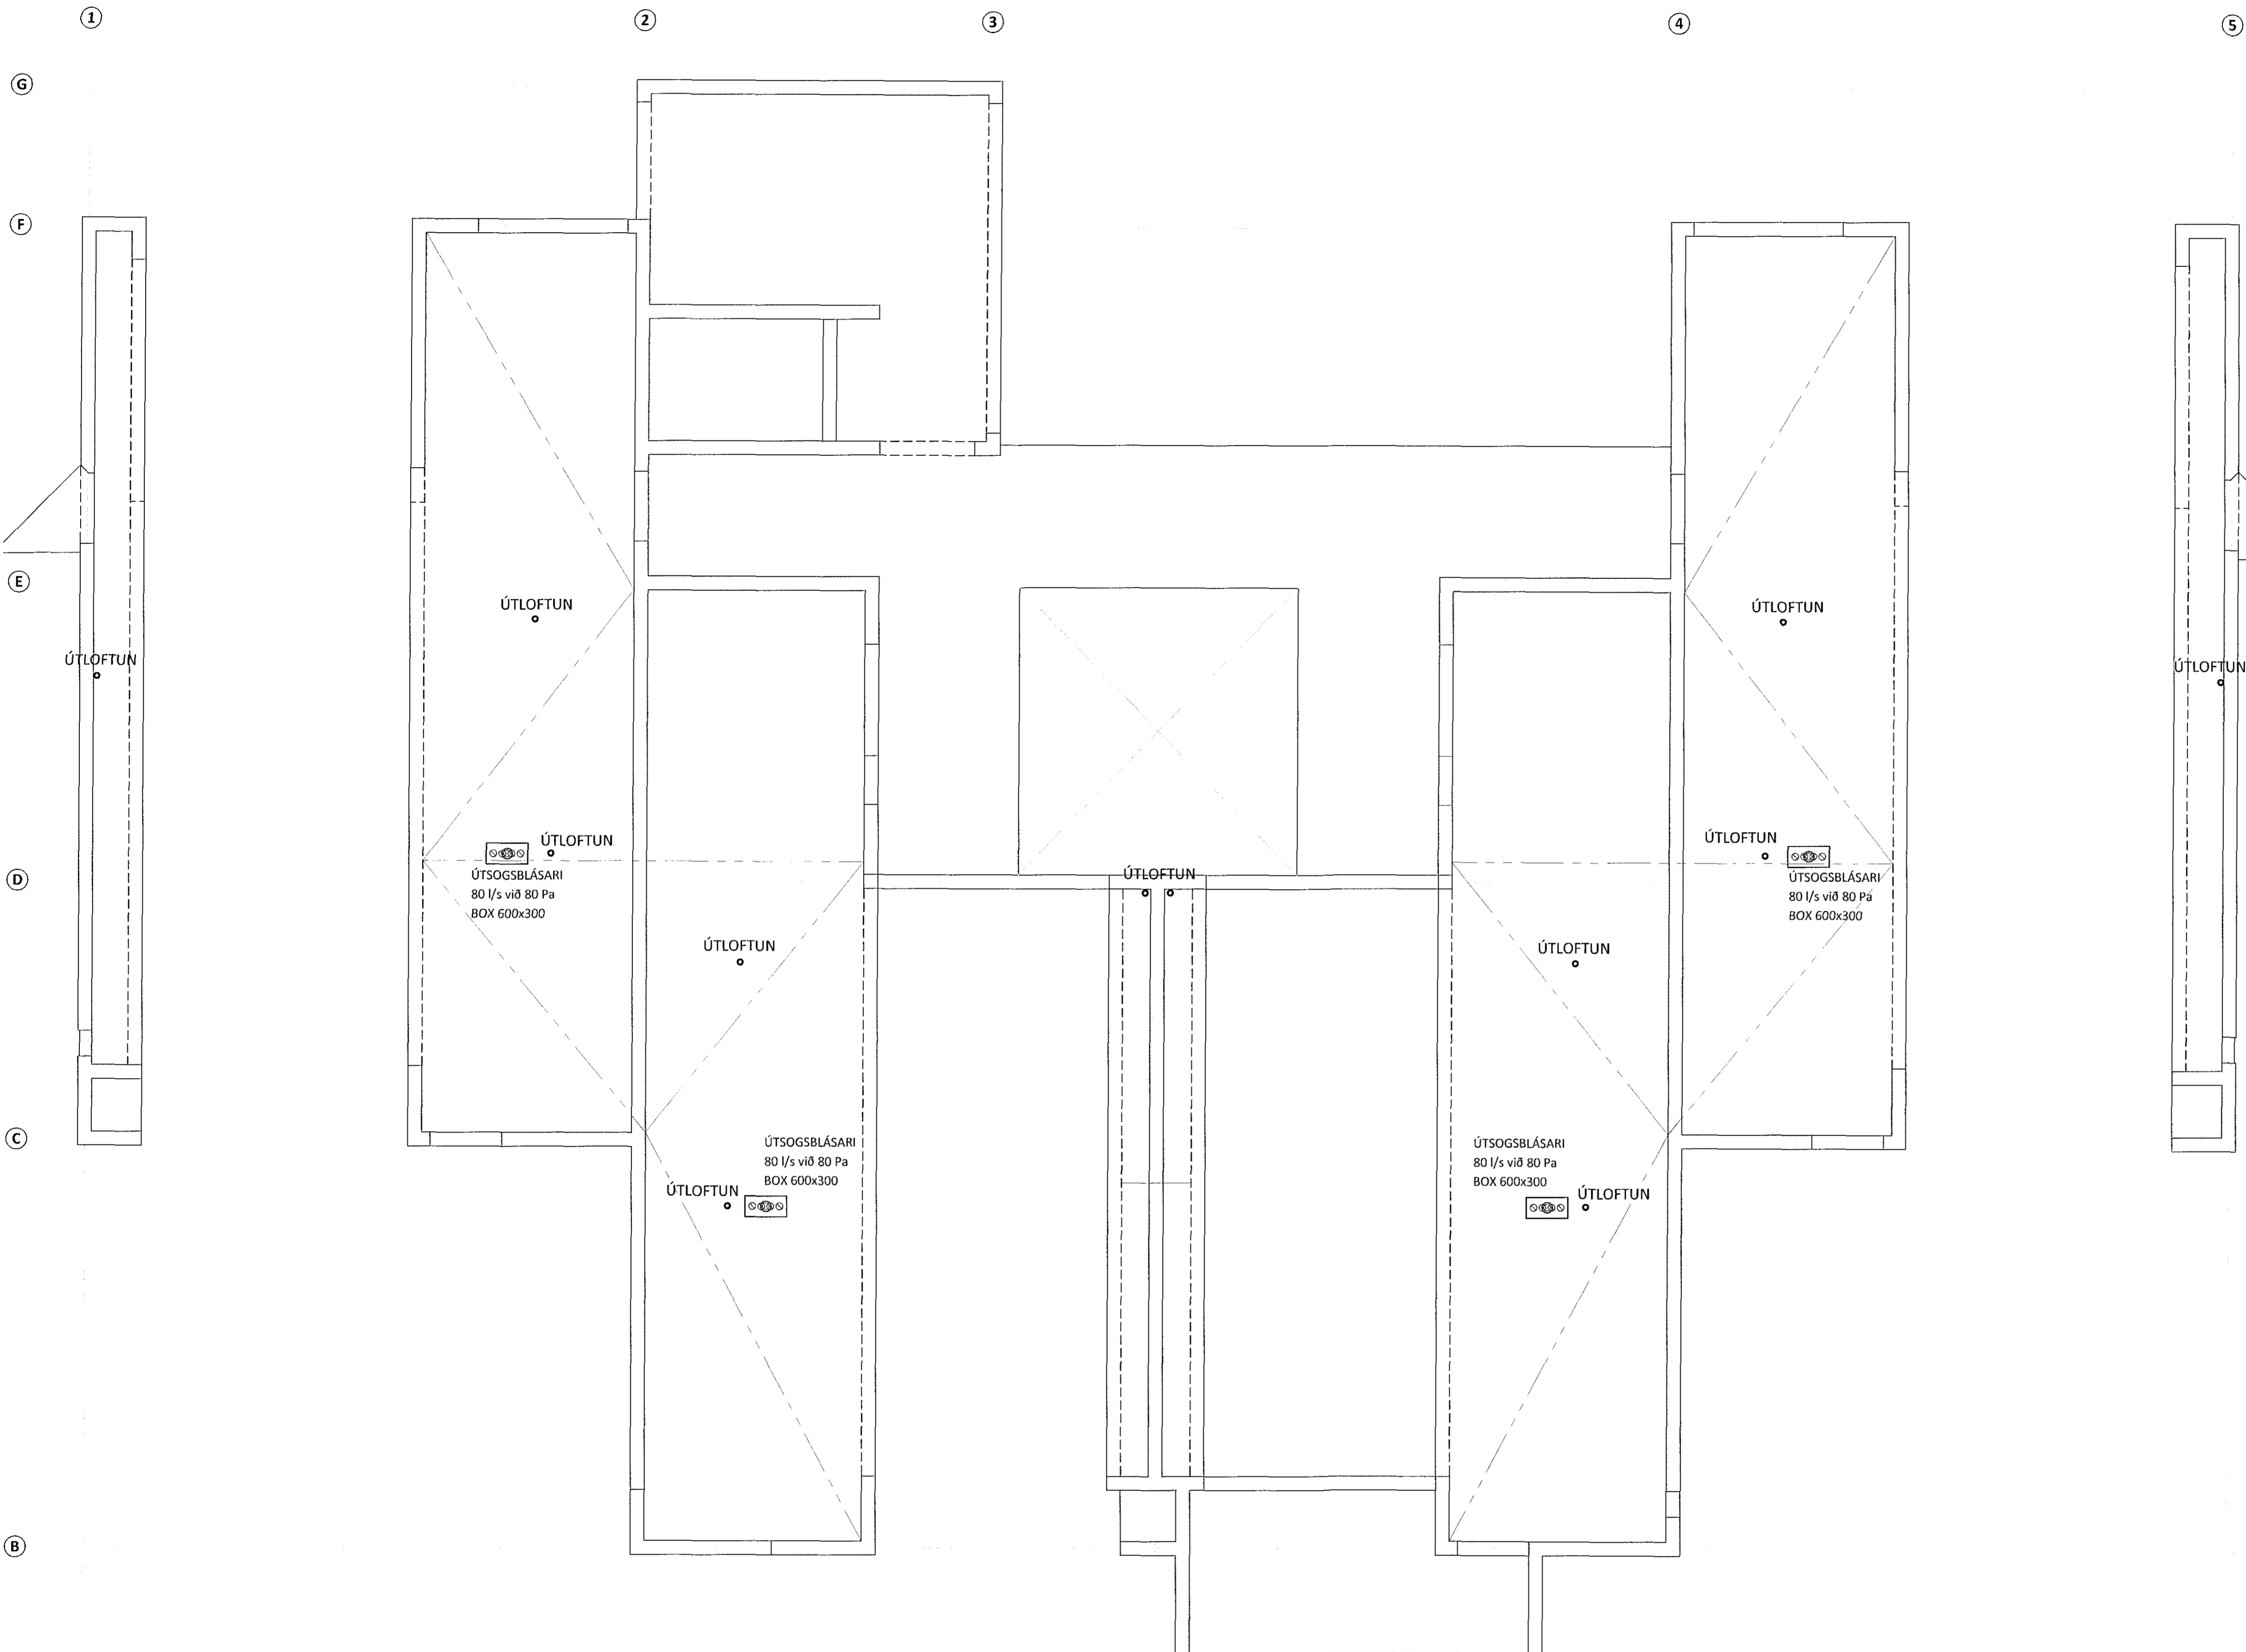 1
2
3
4
5
G
F
E
ÚTLOFTUN
ÚTLOFTUN
ÚTLOFTUN
ÚTLOFTUN
ÚTLOFTUN
ÚTLOFTUN
D
ÚTSOGSBLÁSARI
80 l/s við 80 Pa
BOX 600x300
ÚTLOFTUN
ÚTSOGSBLÁSARI
80 l/s við 80 Pa
BOX 600x300
ÚTLOFTUN
ÚTLOFTUN
C
ÚTSOGSBLÁSARI
80 l/s við 80 Pa
BOX 600x300
ÚTLOFTUN
ÚTSOGSBLÁSARI
80 l/s við 80 Pa
BOX 600x300
ÚTLOFTUN
B